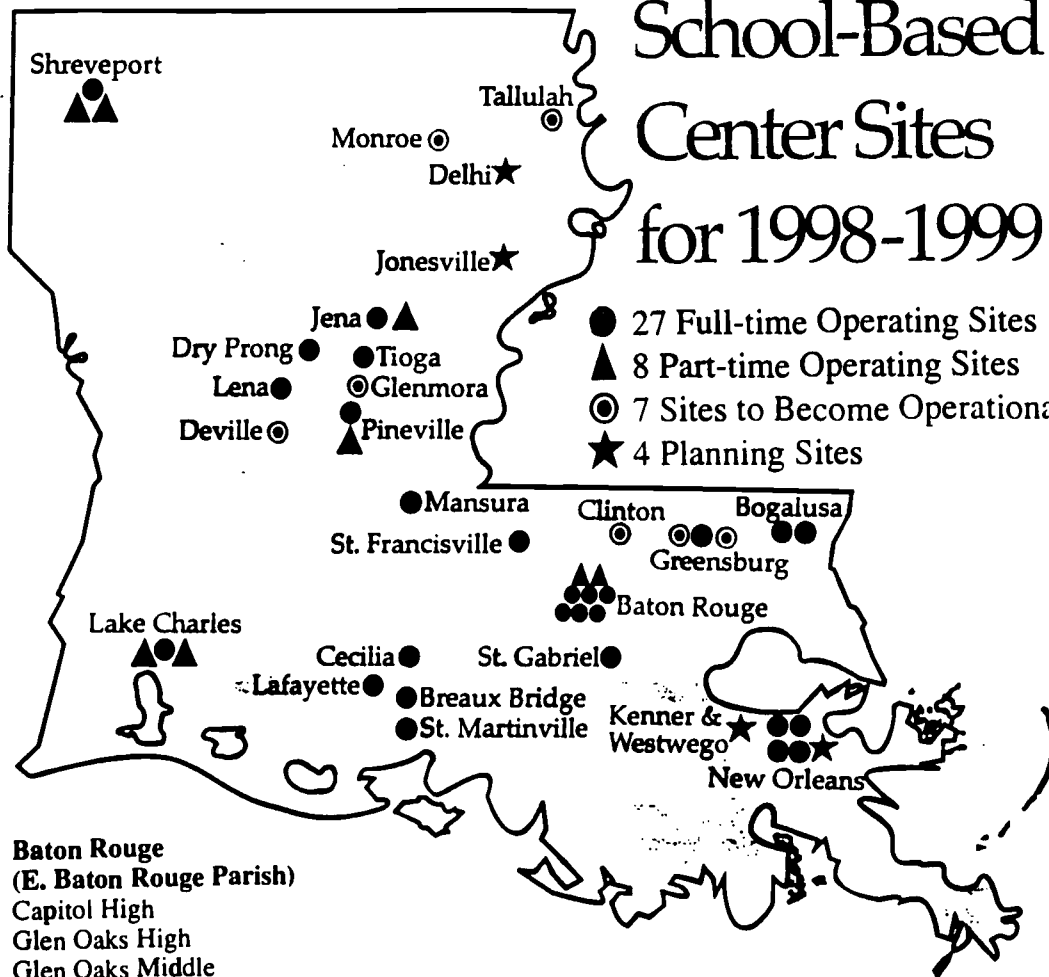 School-Based
Center Sites
for 1998-1999
27 Full-time Operating Sites
8 Part-time Operating Sites
7 Sites to Become Operationa
4 Planning Sites
Shreveport
Tallulah
Monroe
Delhi
Jonesville
Jena
Dry Prong
Tioga
Lena
Glenmora
Deville
Pineville
Mansura
Clinton
Bogalusa
St. Francisville
Greensburg
Baton Rouge
Lake Charles
Cecilia
St. Gabriel
Lafayette
Breaux Bridge
St. Martinville
Kenner &
Westwego
New Orleans
Baton Rouge
(E. Baton Rouge Parish)
Capitol High
Glen Oaks High
Glen Oaks Middle